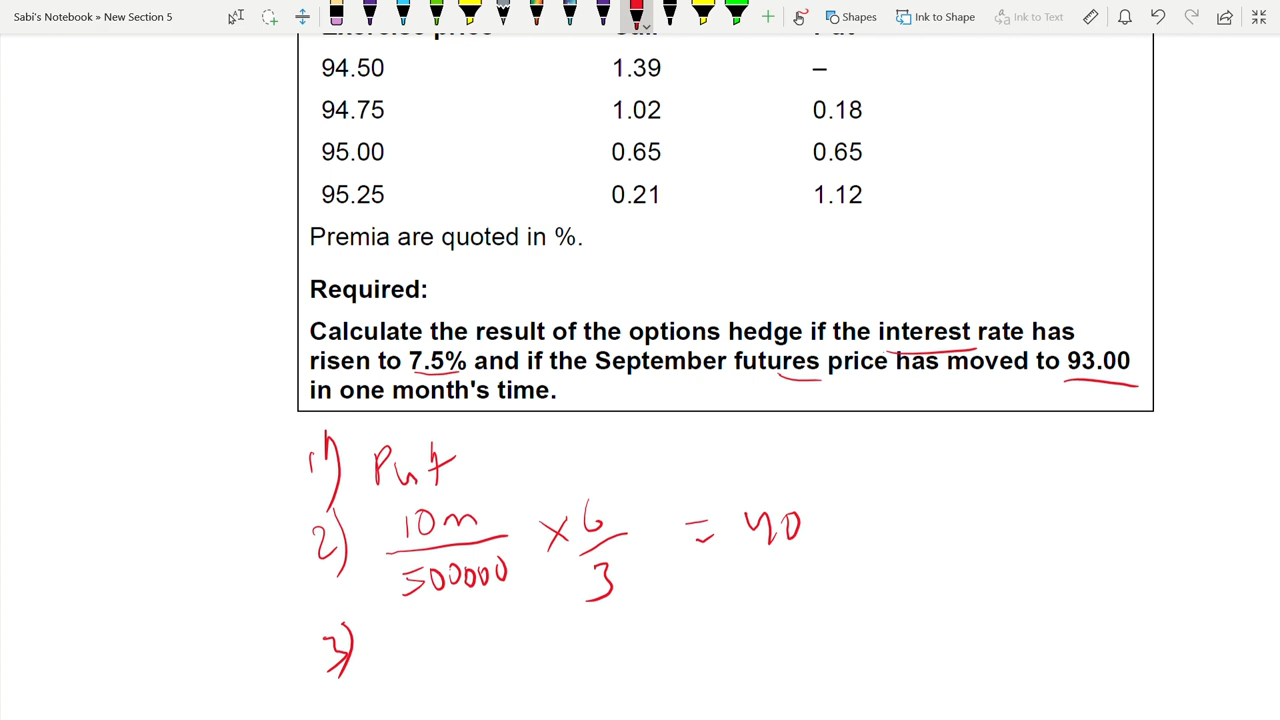 Sabi's Notebook » New Section 5
Shapes
Ink to Shape
Ink to Text
94.50 1.39 –
94.75 1.02 0.18
95.00 0.65 0.65
95.25 0.21 1.12
Premia are quoted in %.
Required:
Calculate the result of the options hedge if the interest rate has
risen to 7.5% and if the September futures price has moved to 93.00
in one month's time.
1) Put
2) 10m/500000 × 6/3 = 40
3)